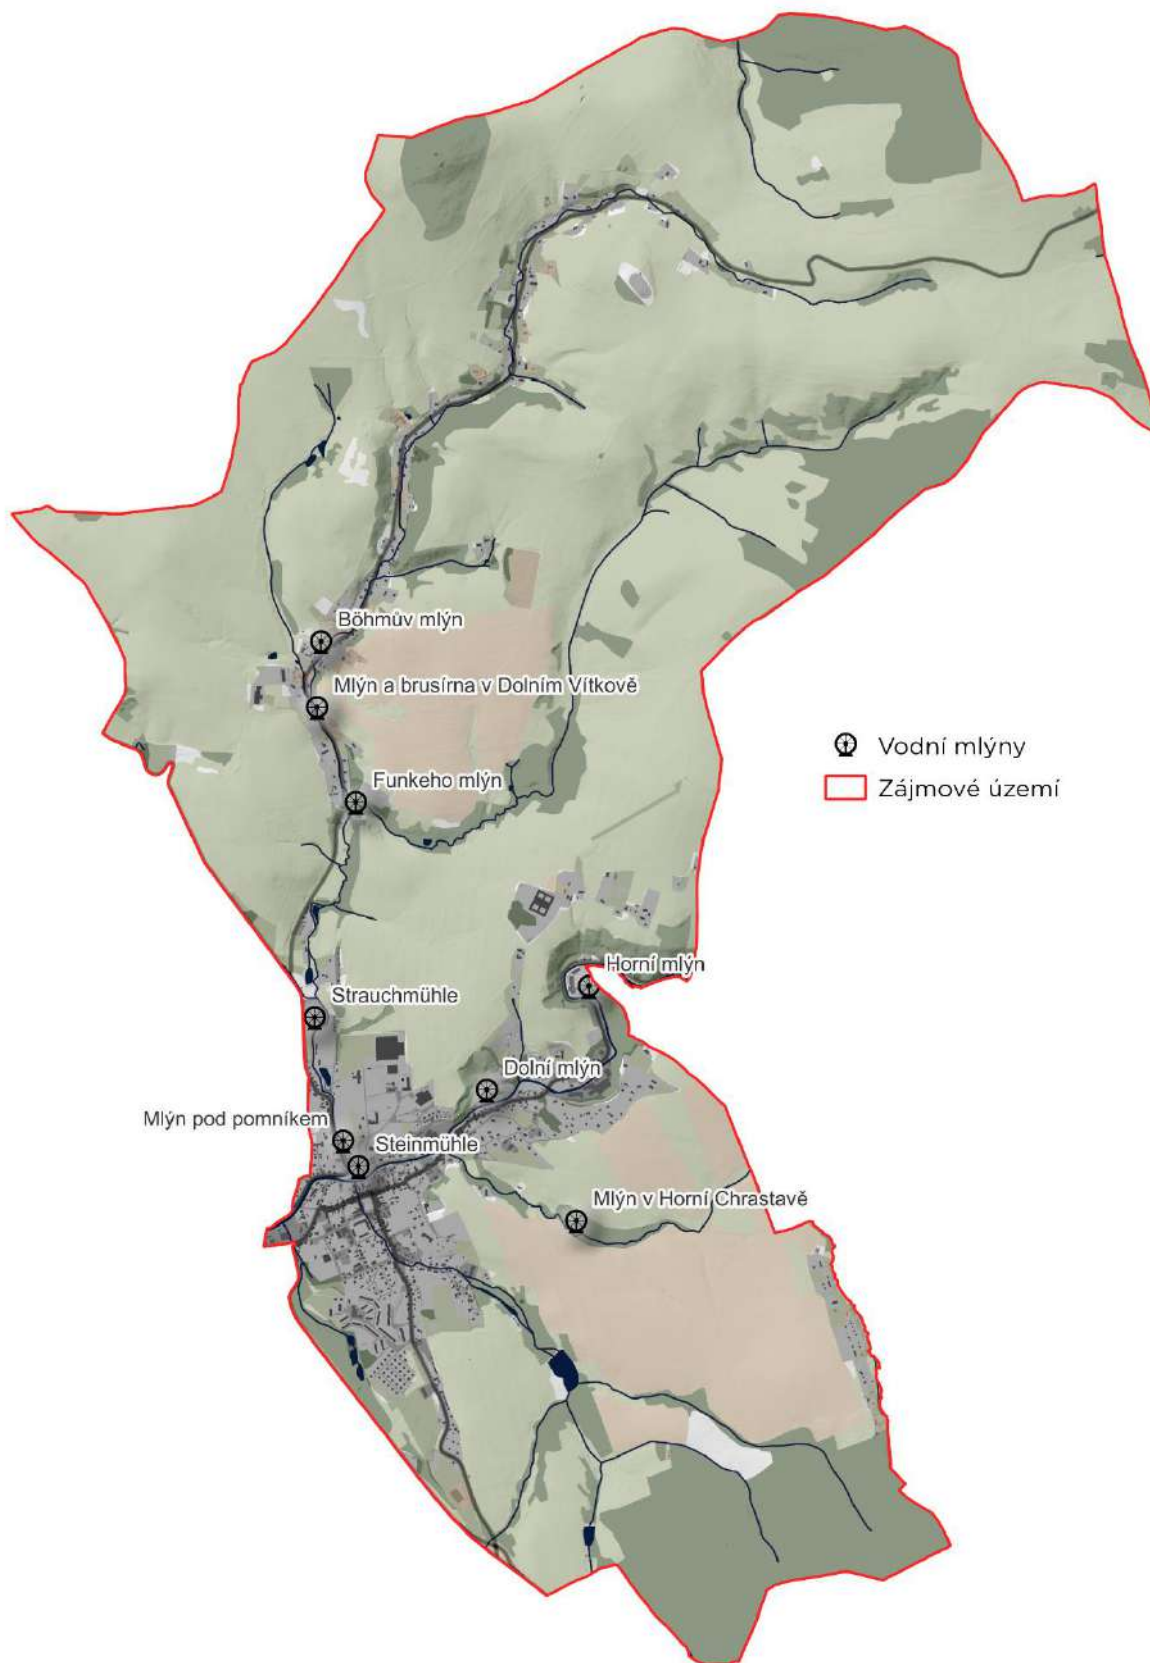 Böhmův mlýn
Mlýn a brusírna v Dolním Vítkově
Vodní mlýny
Funkeho mlýn
Zájmové území
Horní mlýn
Strauchmühle
Dolní mlýn
Mlýn pod pomníkem
Steinmühle
Mlýn v Horní Chrastavě